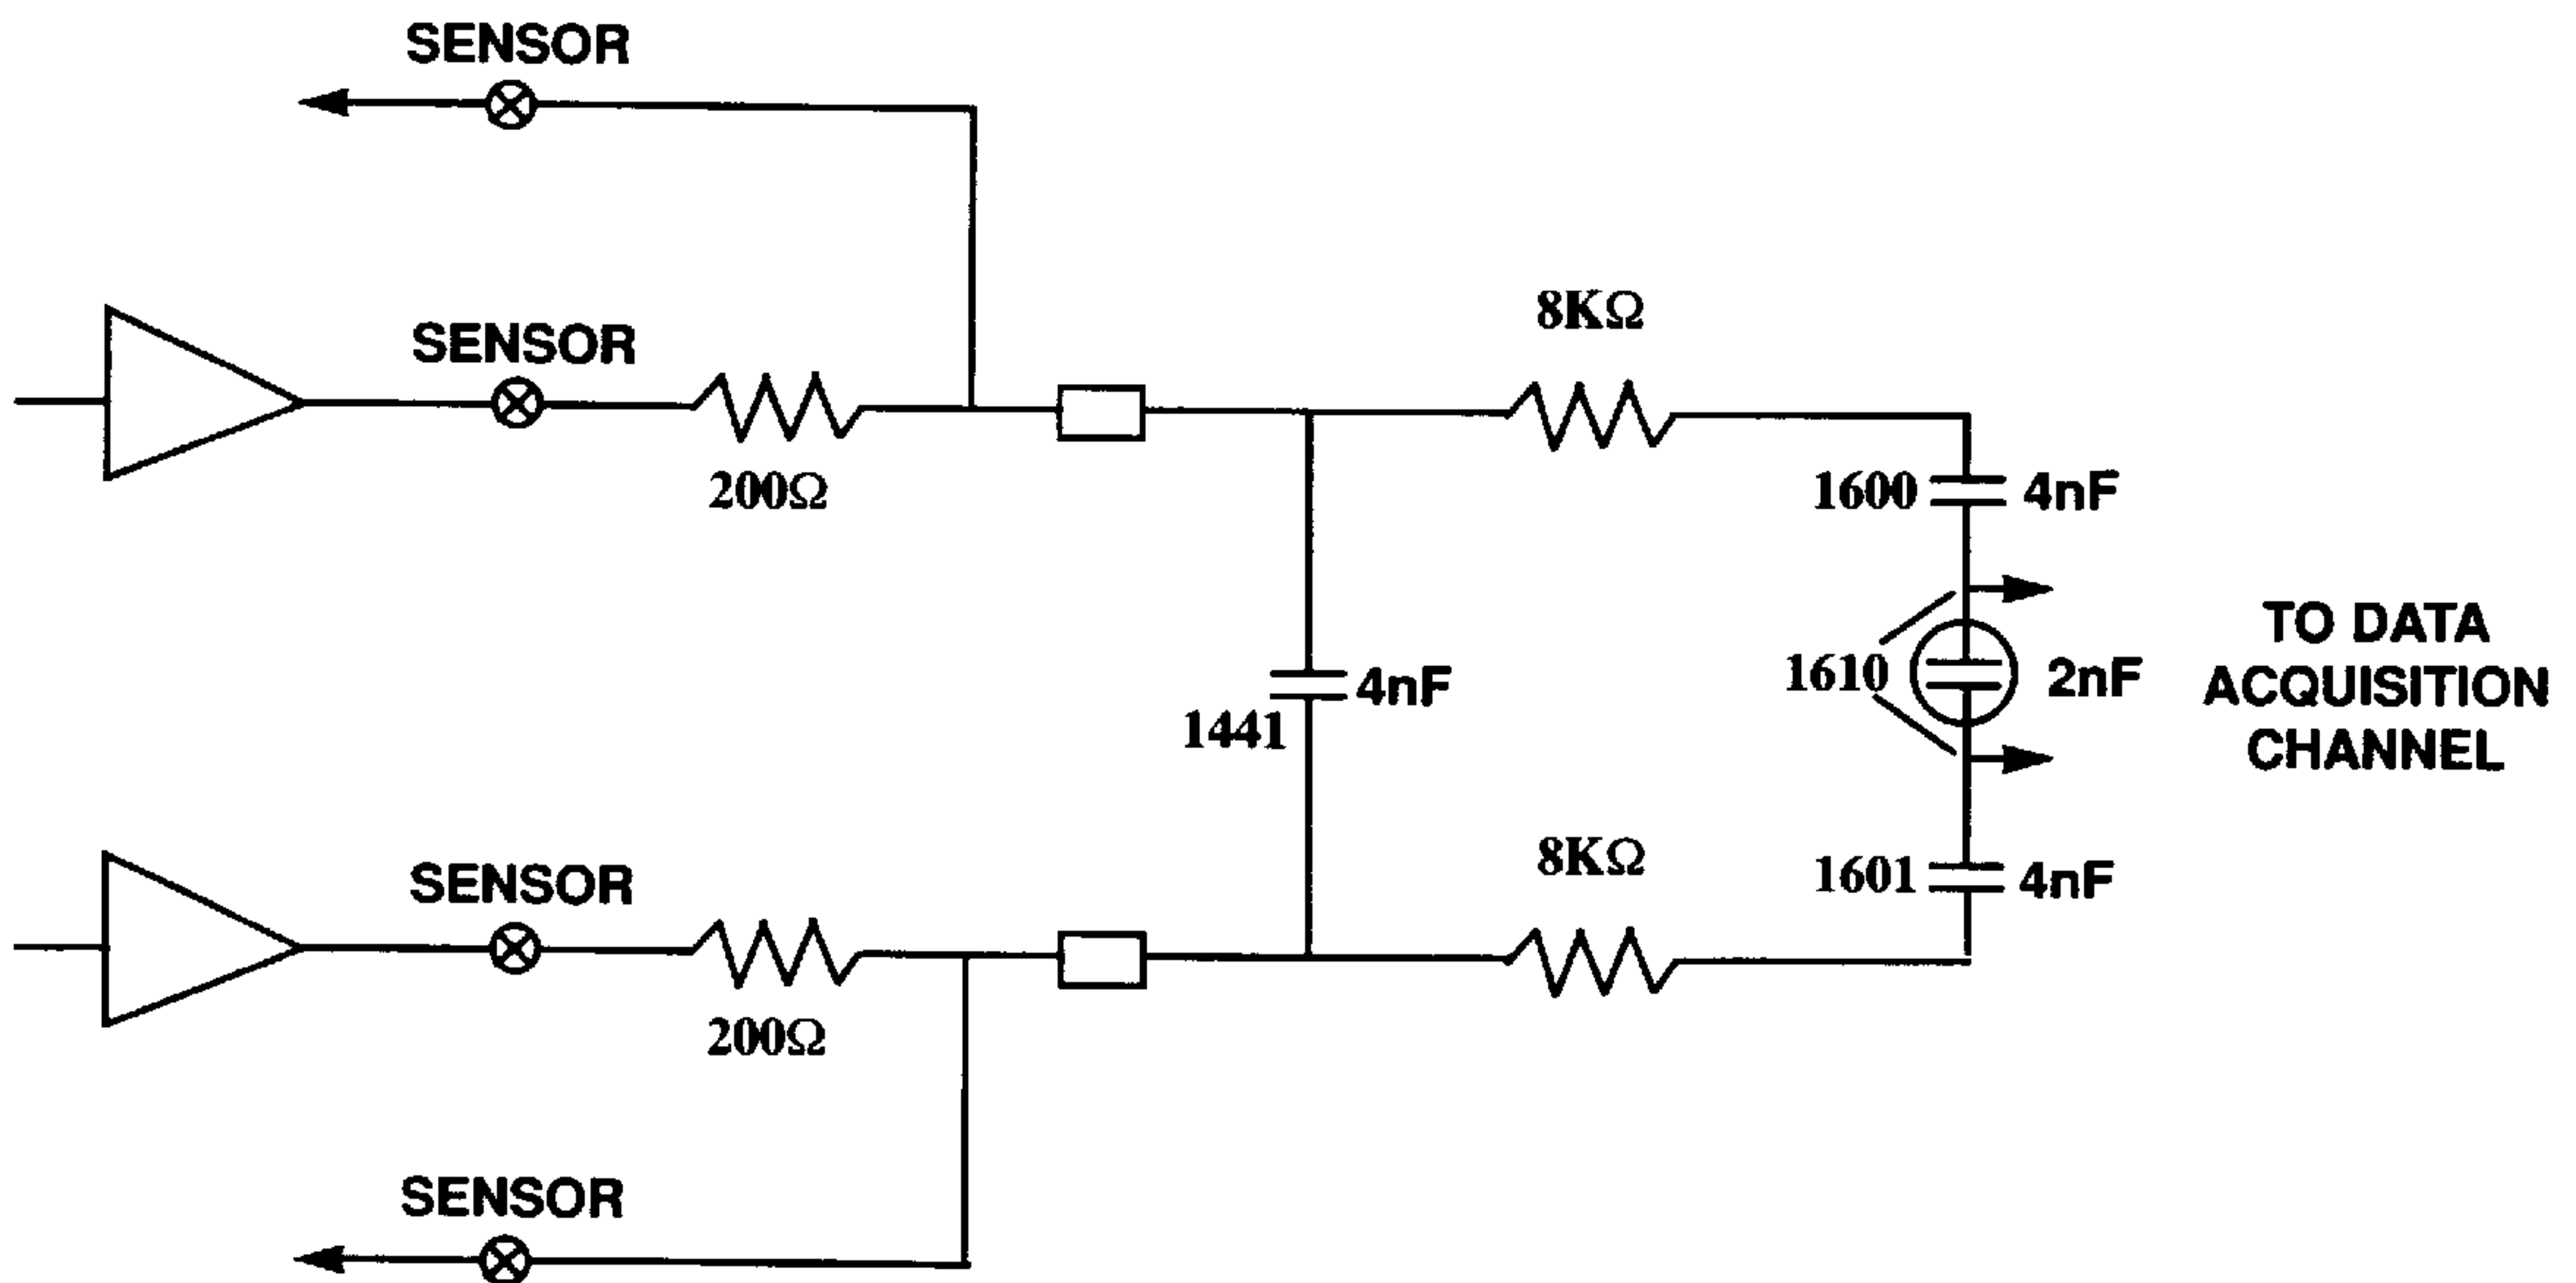 SENSOR
SENSOR
200Ω
8KΩ
1600
4nF
1441
4nF
1610
2nF
TO DATA
ACQUISITION
CHANNEL
SENSOR
200Ω
8KΩ
1601
4nF
SENSOR